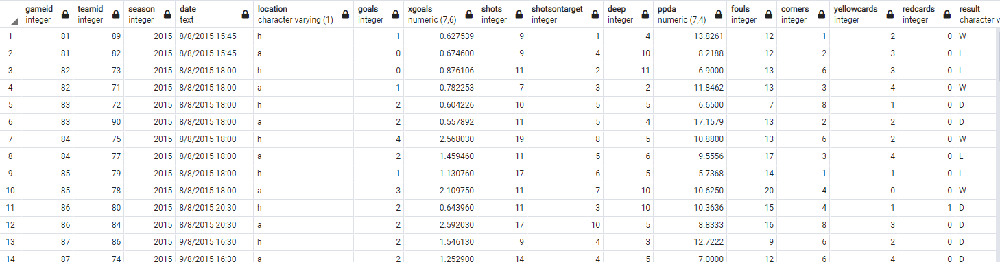 gameid teamid season date location goals xgoals shots shotsontarget deep ppda fouls corners yellowcards redcards result
integer integer integer text character varying (1) integer numeric (7,6) integer integer integer numeric (7,4) integer integer integer integer character v
1 81 89 2015 8/8/2015 15:45 h 1 0.627539 9 1 4 13.8261 12 1 2 0 W
2 81 82 2015 8/8/2015 15:45 a 0 0.674600 9 4 10 8.2188 12 2 3 0 L
3 82 73 2015 8/8/2015 18:00 h 0 0.876106 11 2 11 6.9000 13 6 3 0 L
4 82 71 2015 8/8/2015 18:00 a 1 0.782253 7 3 2 11.8462 13 3 4 0 W
5 83 72 2015 8/8/2015 18:00 h 2 0.604226 10 5 5 6.6500 7 8 1 0 D
6 83 90 2015 8/8/2015 18:00 a 2 0.557892 11 5 4 17.1579 13 2 2 0 D
7 84 75 2015 8/8/2015 18:00 h 4 2.568030 19 8 5 10.8800 13 6 2 0 W
8 84 77 2015 8/8/2015 18:00 a 2 1.459460 11 5 6 9.5556 17 3 4 0 L
9 85 79 2015 8/8/2015 18:00 h 1 1.130760 17 6 5 5.7368 14 1 1 0 L
10 85 78 2015 8/8/2015 18:00 a 3 2.109750 11 7 10 10.6250 20 4 0 0 W
11 86 80 2015 8/8/2015 20:30 h 2 0.643960 11 3 10 10.3636 15 4 1 1 D
12 86 84 2015 8/8/2015 20:30 a 2 2.592030 17 10 5 8.8333 16 8 3 0 D
13 87 86 2015 9/8/2015 16:30 h 2 1.546130 9 4 3 12.7222 9 6 2 0 D
14 87 74 2015 9/8/2015 16:30 a 2 1.252900 14 4 5 7.0000 12 6 4 0 D